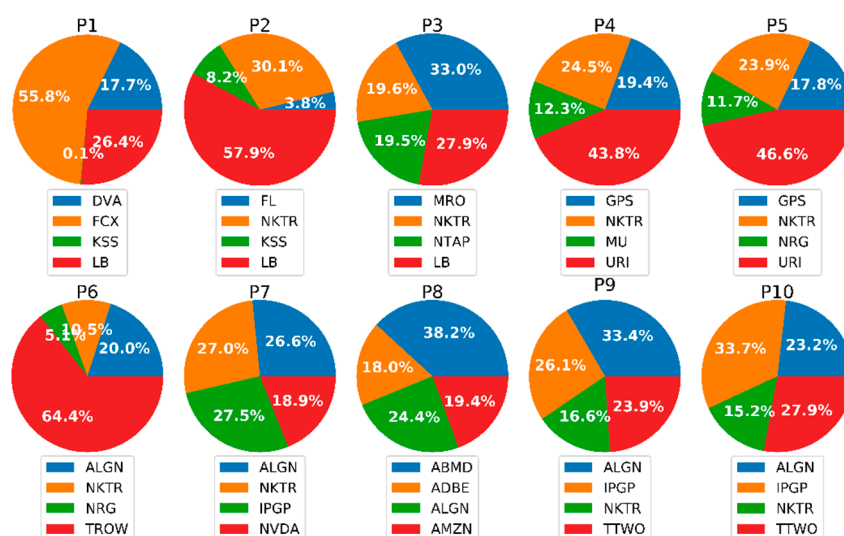 P1 P2 P3 P4 P5
55.8% 17.7% 0.1% 26.4%
8.2% 30.1% 3.8% 57.9%
19.6% 33.0% 19.5% 27.9%
24.5% 19.4% 12.3% 43.8%
23.9% 17.8% 11.7% 46.6%
DVA
FCX
KSS
LB
FL
NKTR
KSS
LB
MRO
NKTR
NTAP
LB
GPS
NKTR
MU
URI
GPS
NKTR
NRG
URI
P6 P7 P8 P9 P10
5.1% 10.5% 20.0% 64.4%
27.0% 26.6% 27.5% 18.9%
38.2% 18.0% 24.4% 19.4%
33.4% 26.1% 16.6% 23.9%
33.7% 23.2% 15.2% 27.9%
ALGN
NKTR
NRG
TROW
ALGN
NKTR
IPGP
NVDA
ABMD
ADBE
ALGN
AMZN
ALGN
IPGP
NKTR
TTWO
ALGN
IPGP
NKTR
TTWO